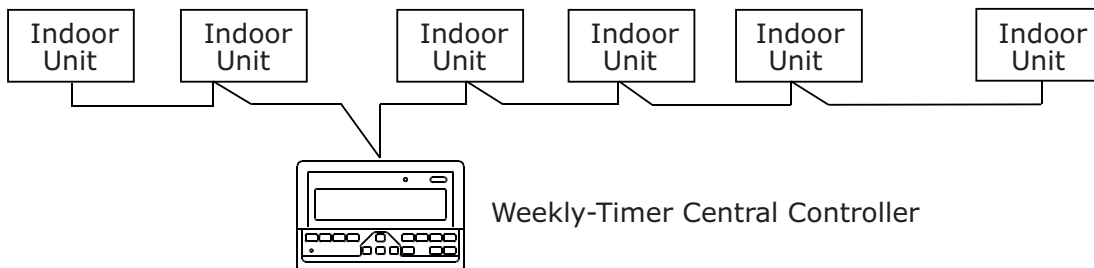 Indoor
Unit
Indoor
Unit
Indoor
Unit
Indoor
Unit
Indoor
Unit
Indoor
Unit
Weekly-Timer Central Controller